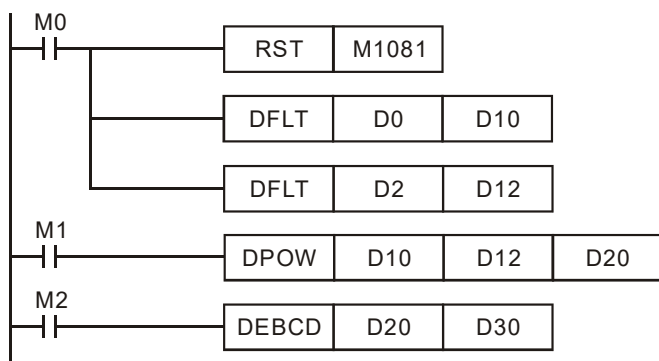 M0
RST M1081
DFLT D0 D10
DFLT D2 D12
M1
DPOW D10 D12 D20
M2
DEBCD D20 D30